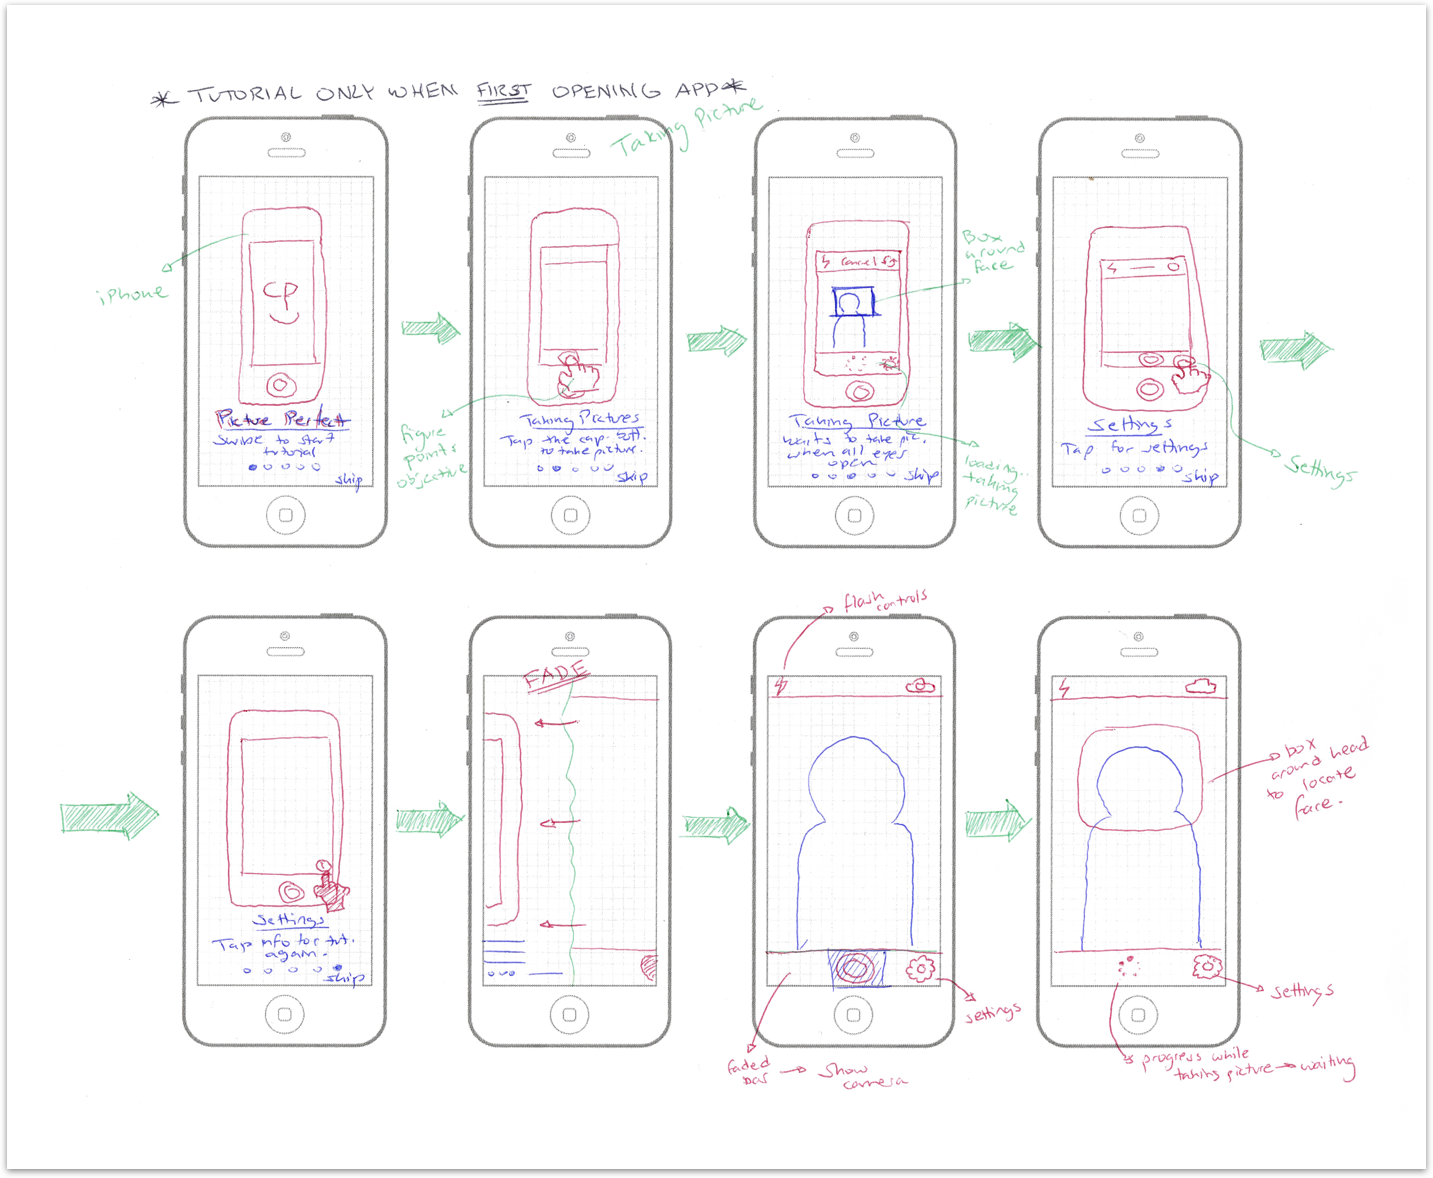 * TUTORIAL ONLY WHEN FIRST OPENING APP *
Taking Picture
iPhone
CP
Picture Perfect
Swipe to start
tutorial
skip
figure
points
objective
Taking Pictures
Tap the cap. butt.
to take picture.
skip
Box
around
face
Cancel
Taking Picture
waits to take pic.
when all eyes
open
skip
loading..
taking
picture
Settings
Tap for settings
skip
Settings
Settings
Tap info for tut.
again.
skip
FADE
flash
controls
settings
faded
bar → show
camera
box
around head
to locate
face.
settings
progress while
taking picture → waiting